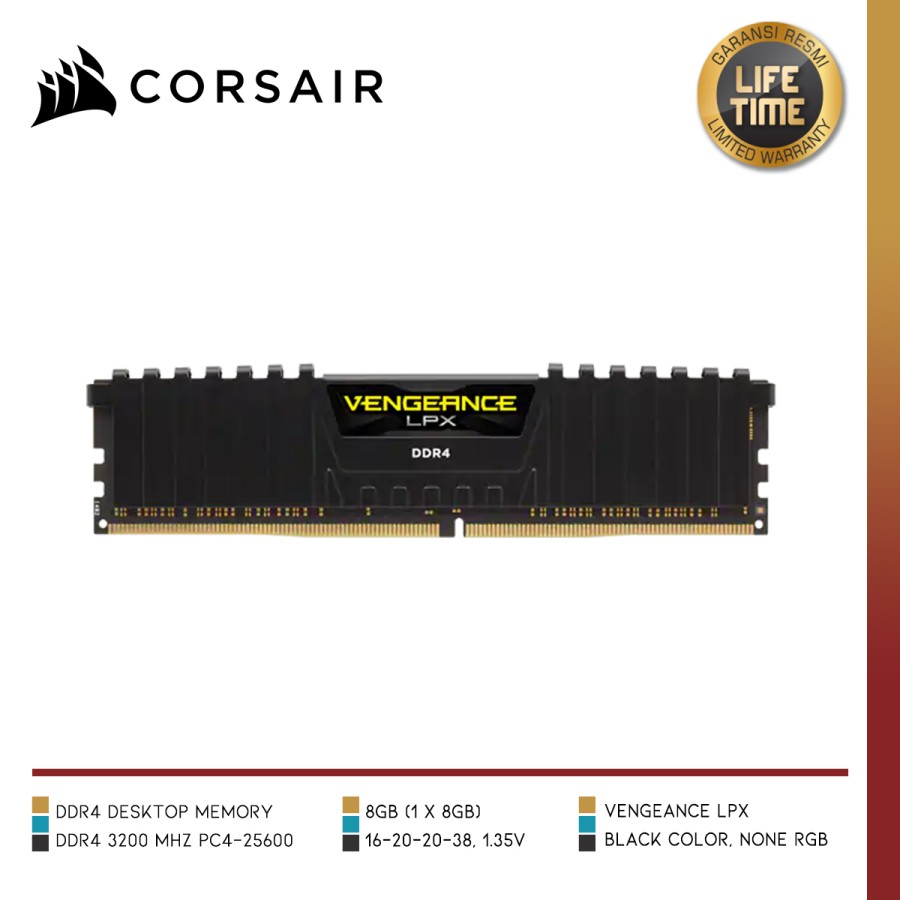 CORSAIR
GARANSI RESMI
LIFE
TIME
LIMITED WARRANTY
VENGEANCE
LPX
DDR4
DDR4 DESKTOP MEMORY
DDR4 3200 MHZ PC4-25600
8GB (1 X 8GB)
16-20-20-38, 1.35V
VENGEANCE LPX
BLACK COLOR, NONE RGB